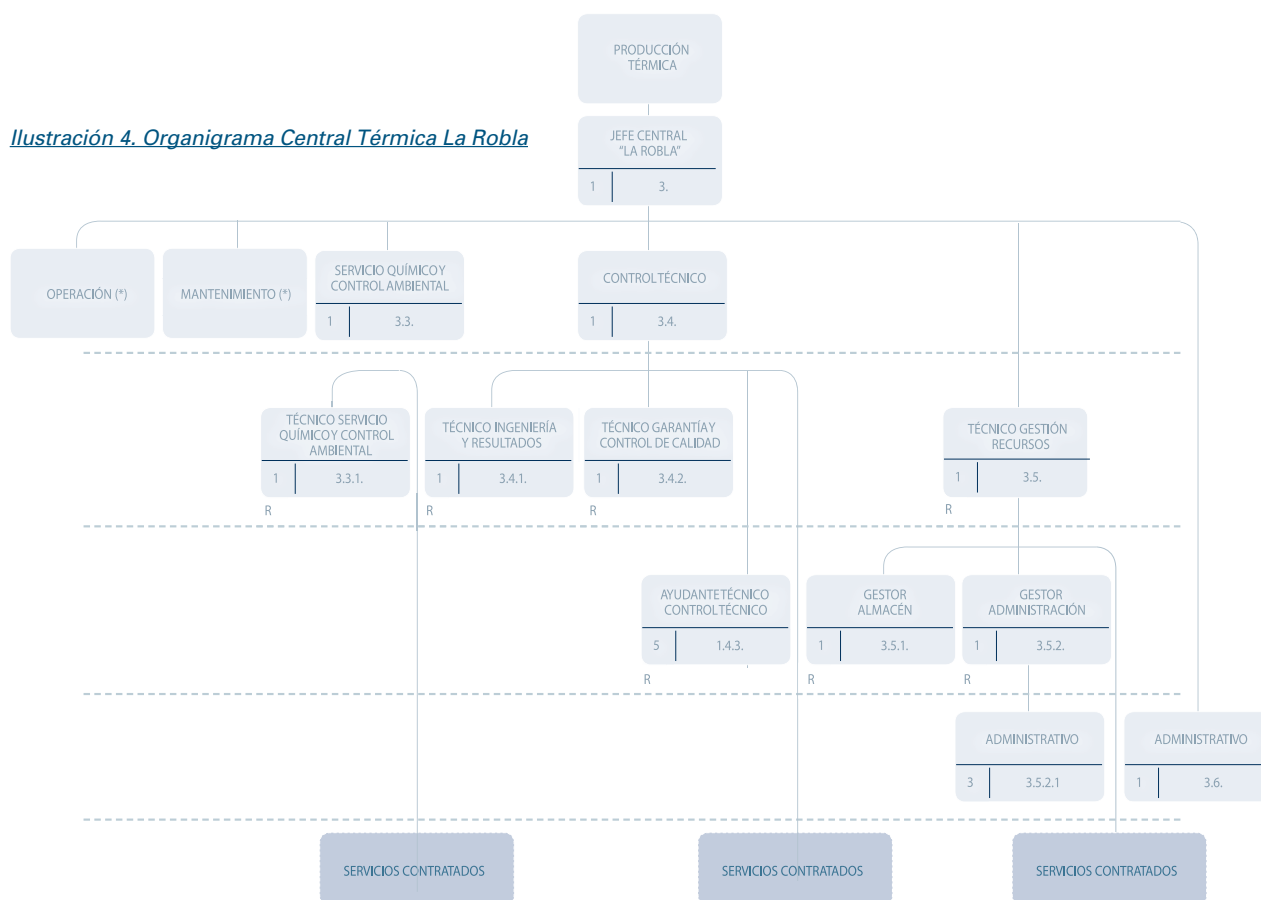 PRODUCCIÓN
TÉRMICA
Ilustración 4. Organigrama Central Térmica La Robla
JEFE CENTRAL
"LA ROBLA"
1 3.
OPERACIÓN (*)
MANTENIMIENTO (*)
SERVICIO QUÍMICO Y
CONTROL AMBIENTAL
1 3.3.
CONTROL TÉCNICO
1 3.4.
TÉCNICO SERVICIO
QUÍMICO Y CONTROL
AMBIENTAL
1 3.3.1.
R
TÉCNICO INGENIERÍA
Y RESULTADOS
1 3.4.1.
R
TÉCNICO GARANTÍA Y
CONTROL DE CALIDAD
1 3.4.2.
R
TÉCNICO GESTIÓN
RECURSOS
1 3.5.
R
AYUDANTE TÉCNICO
CONTROL TÉCNICO
5 1.4.3.
R
GESTOR
ALMACÉN
1 3.5.1.
R
GESTOR
ADMINISTRACIÓN
1 3.5.2.
R
ADMINISTRATIVO
3 3.5.2.1
ADMINISTRATIVO
1 3.6.
SERVICIOS CONTRATADOS
SERVICIOS CONTRATADOS
SERVICIOS CONTRATADOS